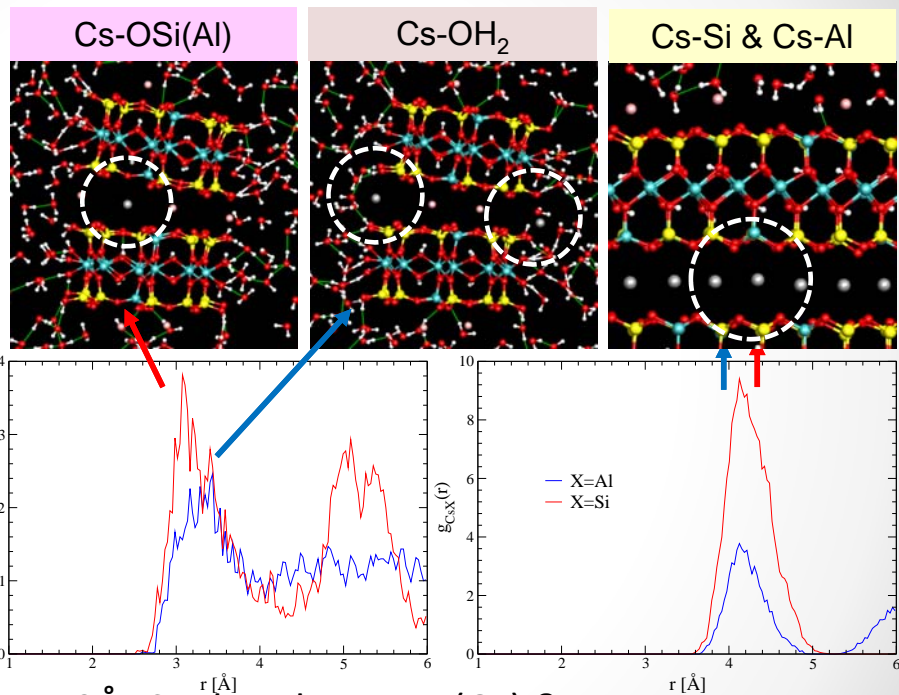 Cs-OSi(Al)
Cs-OH₂
Cs-Si & Cs-Al
4
3
2
1
0
1 2 3 4 5 6
r [Å]
10
8
6
4
2
0
g_CsX(r)
X=Al
X=Si
1 2 3 4 5 6
r [Å]